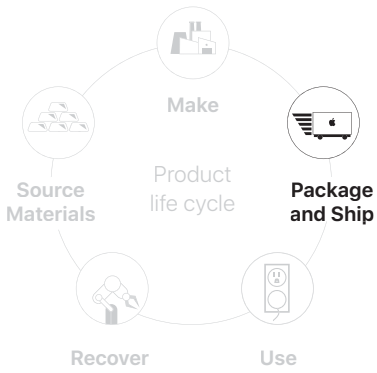 Make
Product
life cycle
Source
Materials
Package
and Ship
Recover
Use